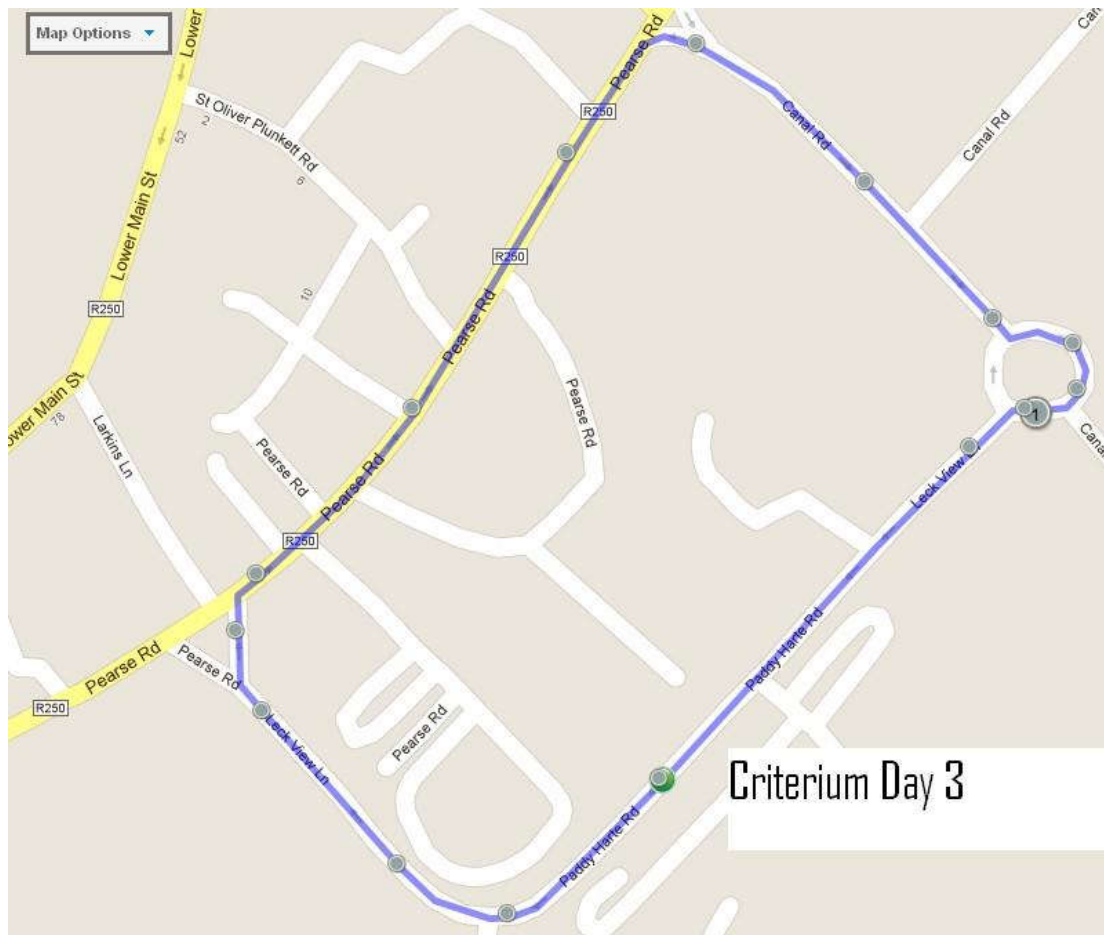 Map Options
Lower
Pearse Rd
R250
St Oliver Plunkett Rd
2
52
6
Canal Rd
Canal Rd
Lower Main St
R250
10
R250
Pearse Rd
Lower Main St
78
Larkins Ln
Pearse Rd
Pearse Rd
Pearse Rd
1
Leck View Ln
R250
Pearse Rd
Pearse Rd
R250
Leck View Ln
Pearse Rd
Paddy Harte Rd
Criterium Day 3
Paddy Harte Rd